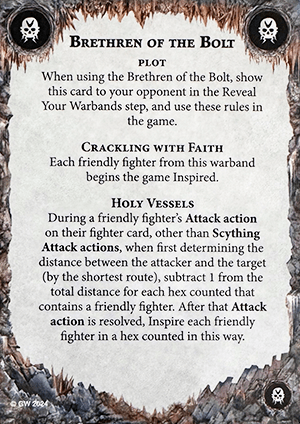 BRETHREN OF THE BOLT
PLOT
When using the Brethren of the Bolt, show
this card to your opponent in the Reveal
Your Warbands step, and use these rules in
the game.
CRACKLING WITH FAITH
Each friendly fighter from this warband
begins the game Inspired.
HOLY VESSELS
During a friendly fighter's Attack action
on their fighter card, other than Scything
Attack actions, when first determining the
distance between the attacker and the target
(by the shortest route), subtract 1 from the
total distance for each hex counted that
contains a friendly fighter. After that Attack
action is resolved, Inspire each friendly
fighter in a hex counted in this way.
© GW 2024